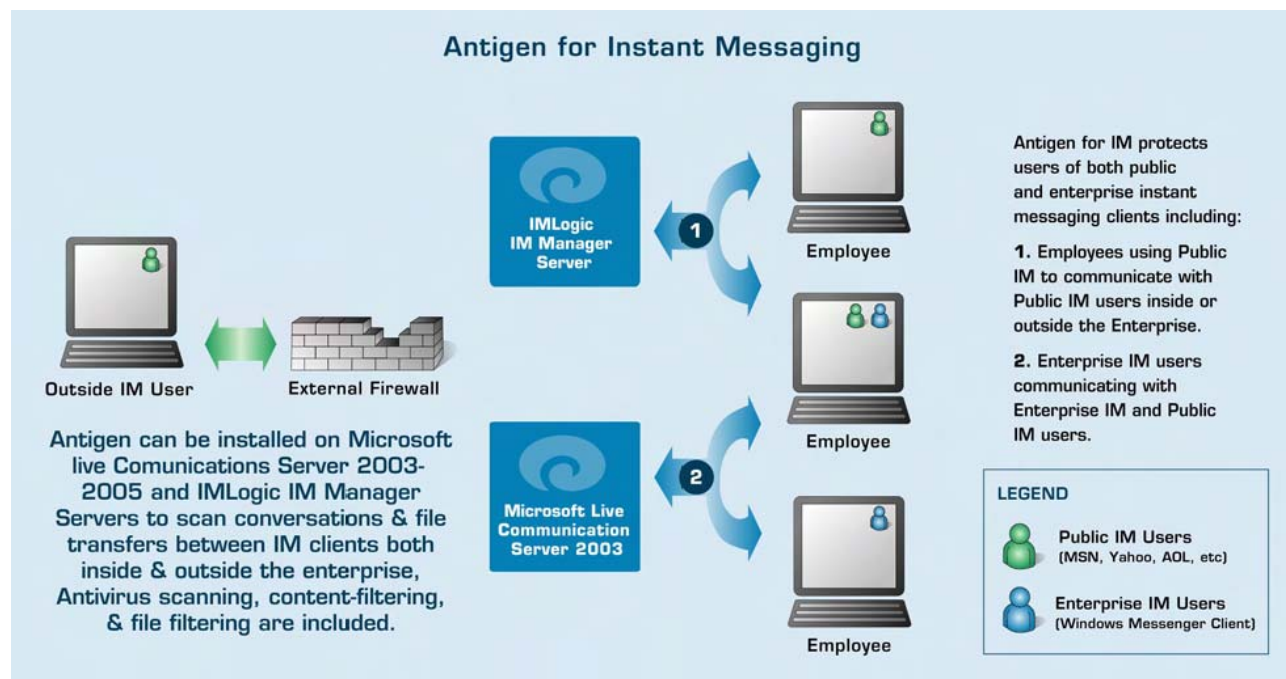 Antigen for Instant Messaging
IMLogic
IM Manager
Server
1
Employee
Outside IM User
External Firewall
Employee
Antigen can be installed on Microsoft
live Comunications Server 2003-
2005 and IMLogic IM Manager
Servers to scan conversations & file
transfers between IM clients both
inside & outside the enterprise,
Antivirus scanning, content-filtering,
& file filtering are included.
Microsoft Live
Communication
Server 2003
2
Employee
Antigen for IM protects
users of both public
and enterprise instant
messaging clients including:
1. Employees using Public
IM to communicate with
Public IM users inside or
outside the Enterprise.
2. Enterprise IM users
communicating with
Enterprise IM and Public
IM users.
LEGEND
Public IM Users
(MSN, Yahoo, AOL, etc)
Enterprise IM Users
(Windows Messenger Client)